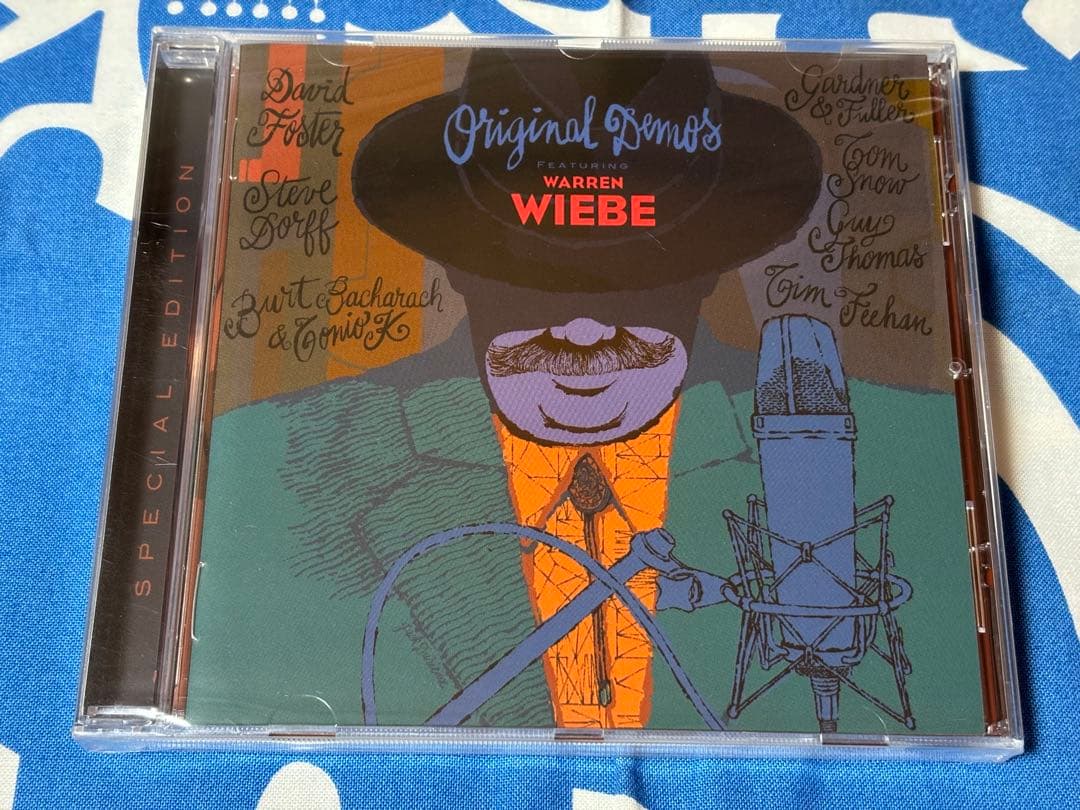 SPECIAL EDITION
David
Foster
Steve
Dorff
Burt Bacharach
& Tonio K
Original Demos
FEATURING
WARREN
WIEBE
Gardner
& Fuller
Tom
Snow
Guy
Thomas
Tim Feehan